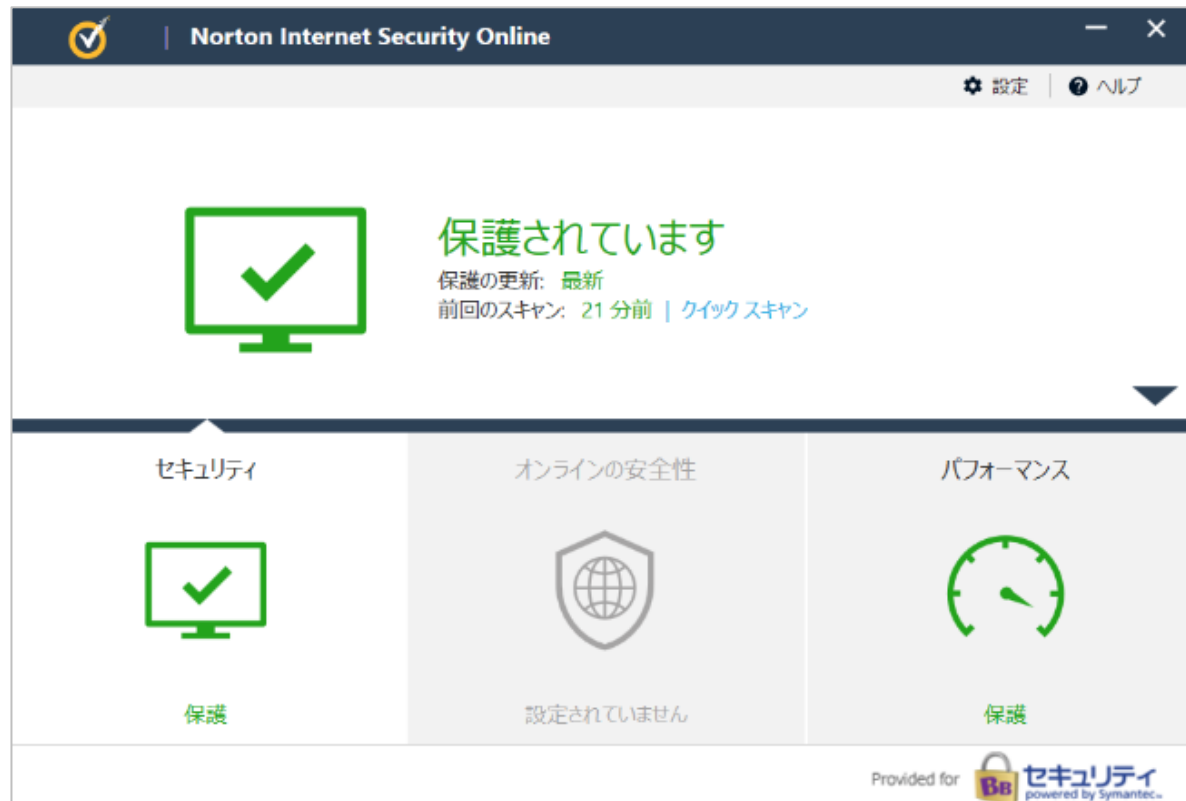 Norton Internet Security Online
設定 ヘルプ
保護されています
保護の更新: 最新
前回のスキャン: 21 分前 | クイック スキャン
セキュリティ オンラインの安全性 パフォーマンス
保護 設定されていません 保護
Provided for BB セキュリティ
powered by Symantec™